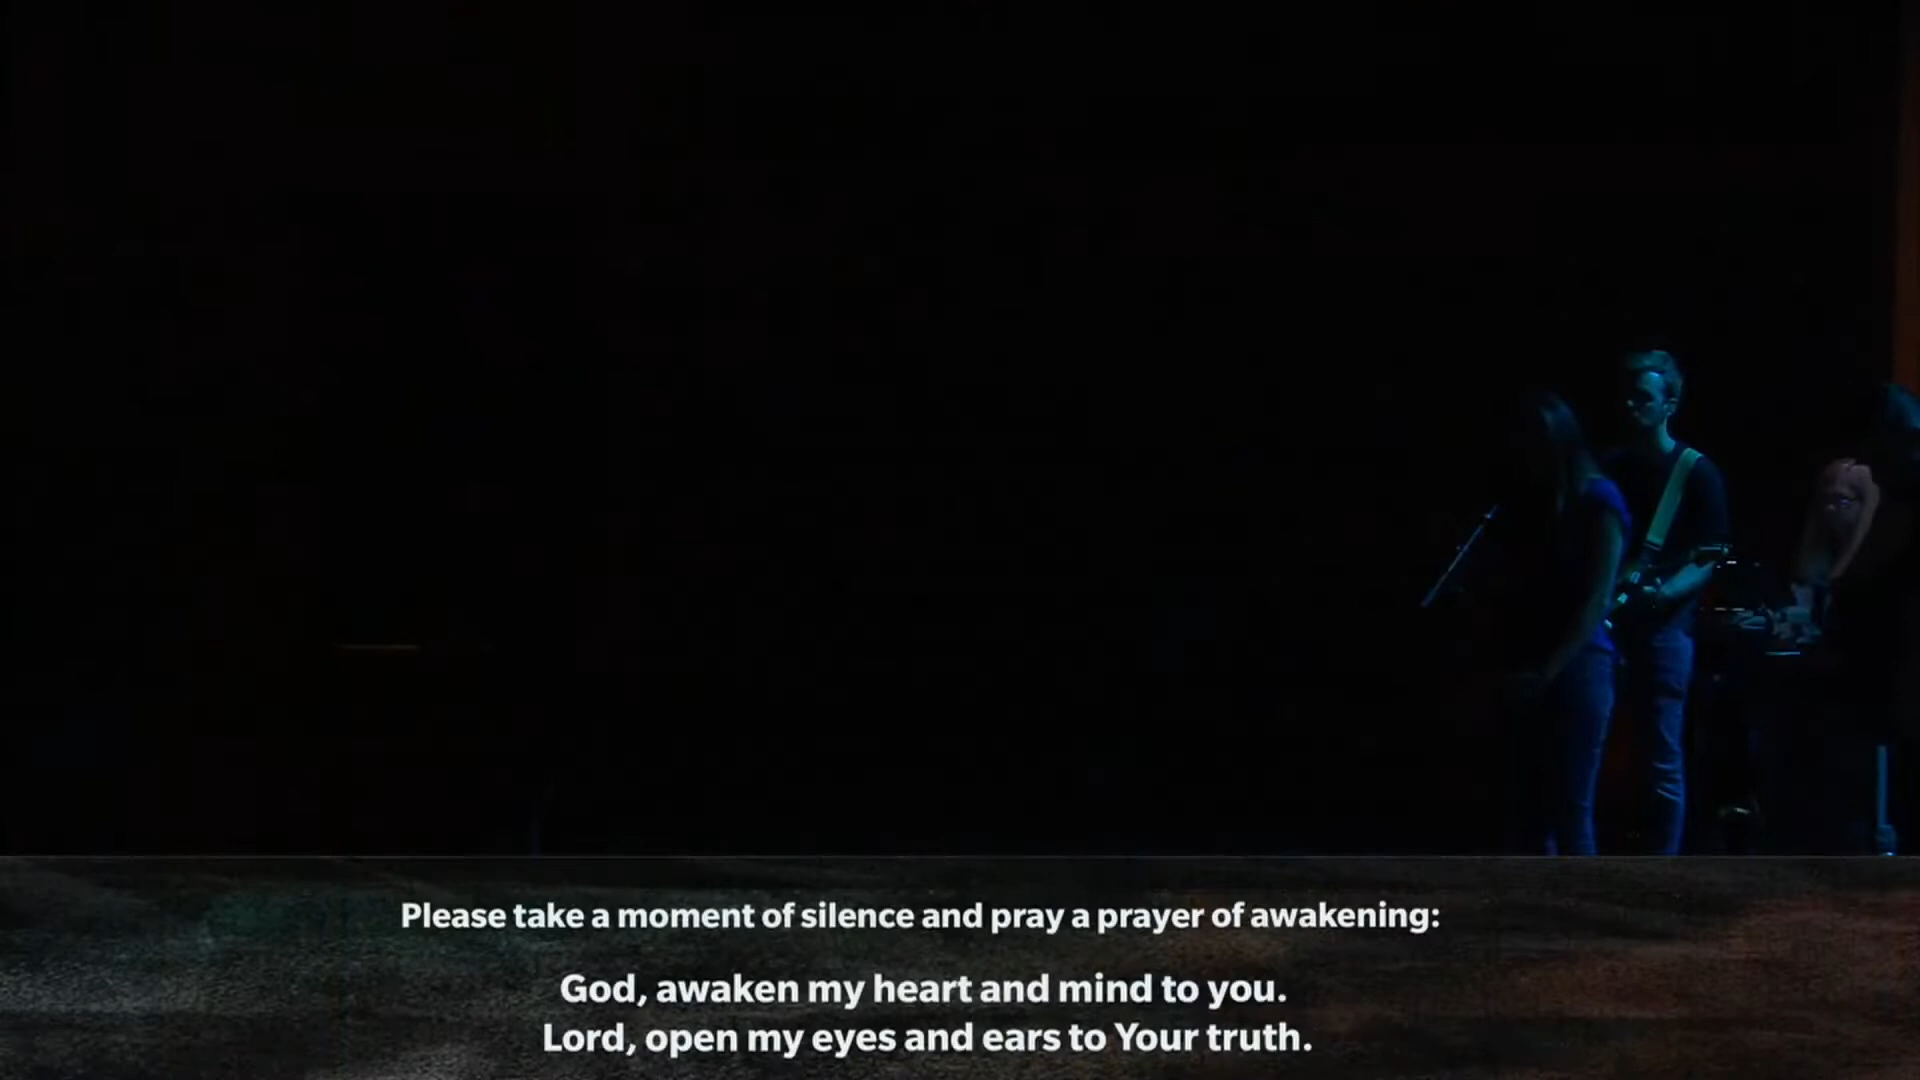 Please take a moment of silence and pray a prayer of awakening:
God, awaken my heart and mind to you.
Lord, open my eyes and ears to Your truth.